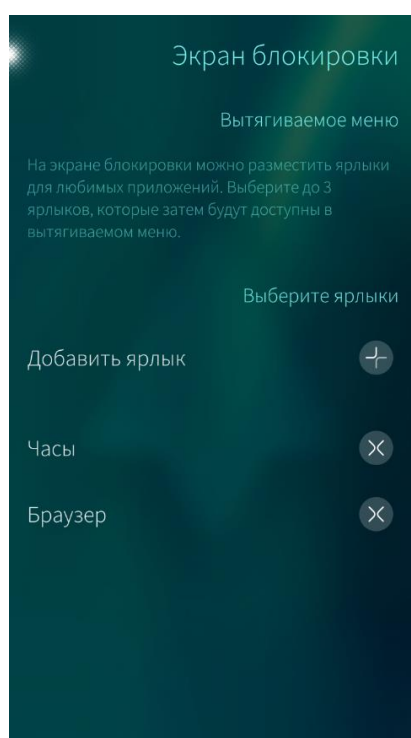 Экран блокировки
Вытягиваемое меню
На экране блокировки можно разместить ярлыки
для любимых приложений. Выберите до 3
ярлыков, которые затем будут доступны в
вытягиваемом меню.
Выберите ярлыки
Добавить ярлык
Часы
Браузер